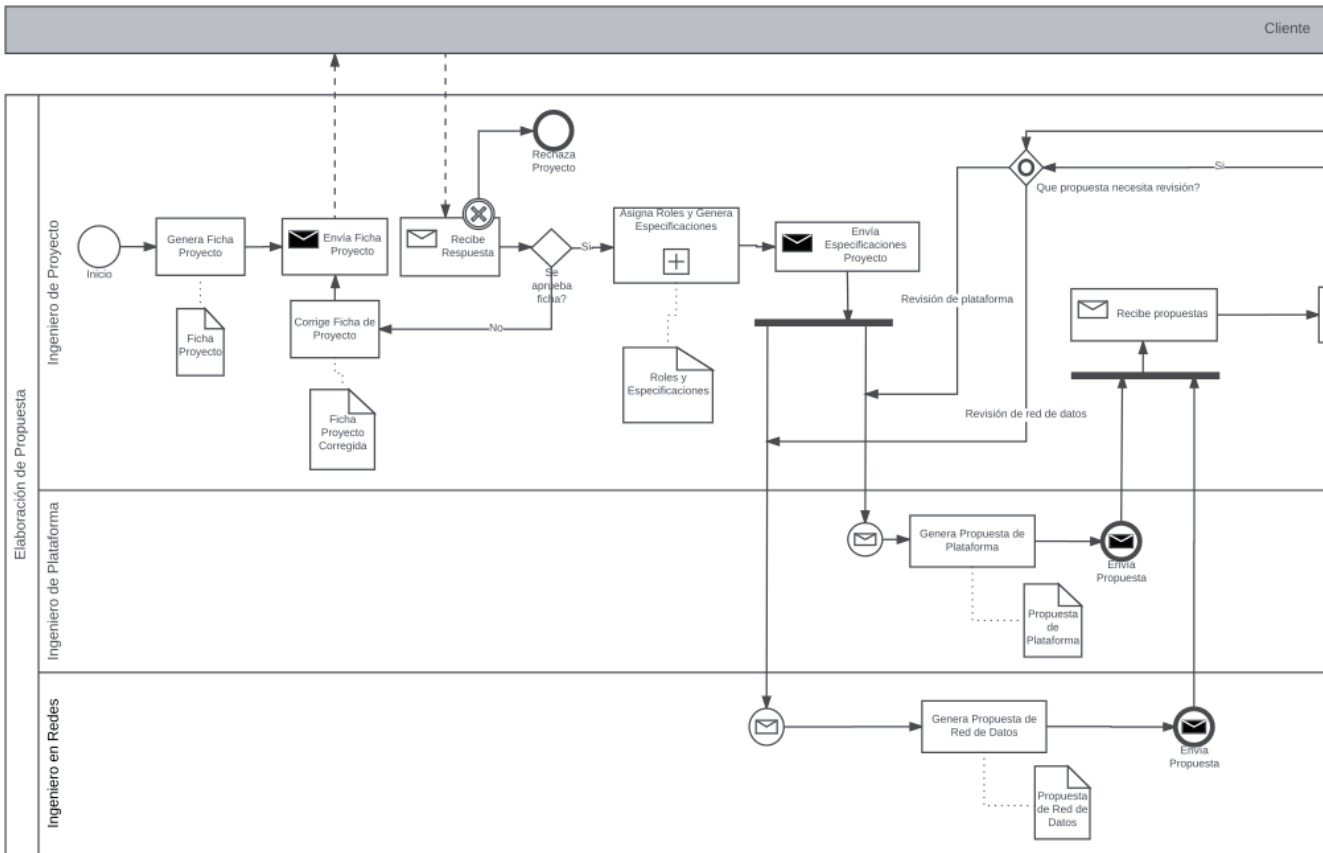 Cliente
Elaboración de Propuesta
Ingeniero de Proyecto
Inicio
Genera Ficha
Proyecto
Ficha
Proyecto
Envía Ficha
Proyecto
Corrige Ficha de
Proyecto
Ficha
Proyecto
Corregida
Recibe
Respuesta
Rechaza
Proyecto
Se
aprueba
ficha?
Si
No
Asigna Roles y Genera
Especificaciones
Roles y
Especificaciones
Envía
Especificaciones
Proyecto
Que propuesta necesita revisión?
Si
Revisión de plataforma
Revisión de red de datos
Recibe propuestas
Ingeniero de Plataforma
Genera Propuesta de
Plataforma
Propuesta
de
Plataforma
Envía
Propuesta
Ingeniero en Redes
Genera Propuesta de
Red de Datos
Propuesta
de Red de
Datos
Envía
Propuesta